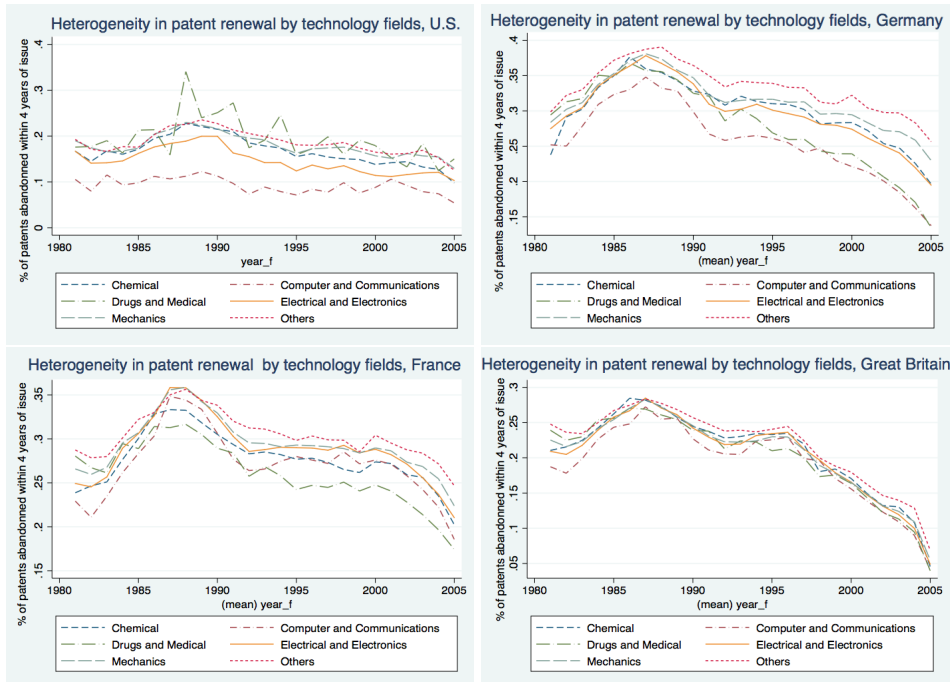 Heterogeneity in patent renewal by technology fields, U.S.
% of patents abandonned within 4 years of issue
.4
.3
.2
.1
0
1980 1985 1990 1995 2000 2005
year_f
Chemical Computer and Communications
Drugs and Medical Electrical and Electronics
Mechanics Others
Heterogeneity in patent renewal by technology fields, Germany
% of patents abandonned within 4 years of issue
.4
.35
.3
.25
.2
.15
1980 1985 1990 1995 2000 2005
(mean) year_f
Chemical Computer and Communications
Drugs and Medical Electrical and Electronics
Mechanics Others
Heterogeneity in patent renewal by technology fields, France
% of patents abandonned within 4 years of issue
.35
.3
.25
.2
.15
1980 1985 1990 1995 2000 2005
(mean) year_f
Chemical Computer and Communications
Drugs and Medical Electrical and Electronics
Mechanics Others
Heterogeneity in patent renewal by technology fields, Great Britain
% of patents abandonned within 4 years of issue
.3
.25
.2
.15
.1
.05
1980 1985 1990 1995 2000 2005
(mean) year_f
Chemical Computer and Communications
Drugs and Medical Electrical and Electronics
Mechanics Others